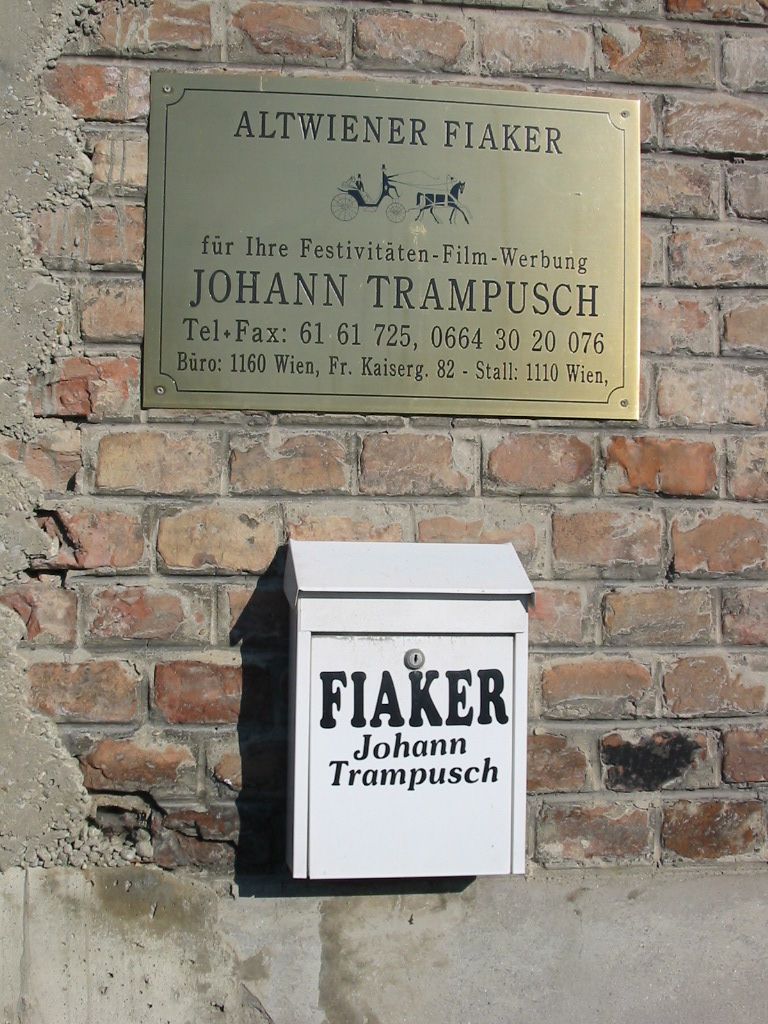 ALTWIENER FIAKER
für Ihre Festivitäten-Film-Werbung
JOHANN TRAMPUSCH
Tel+Fax: 61 61 725, 0664 30 20 076
Büro: 1160 Wien, Fr. Kaiserg. 82 - Stall: 1110 Wien,
FIAKER
Johann
Trampusch